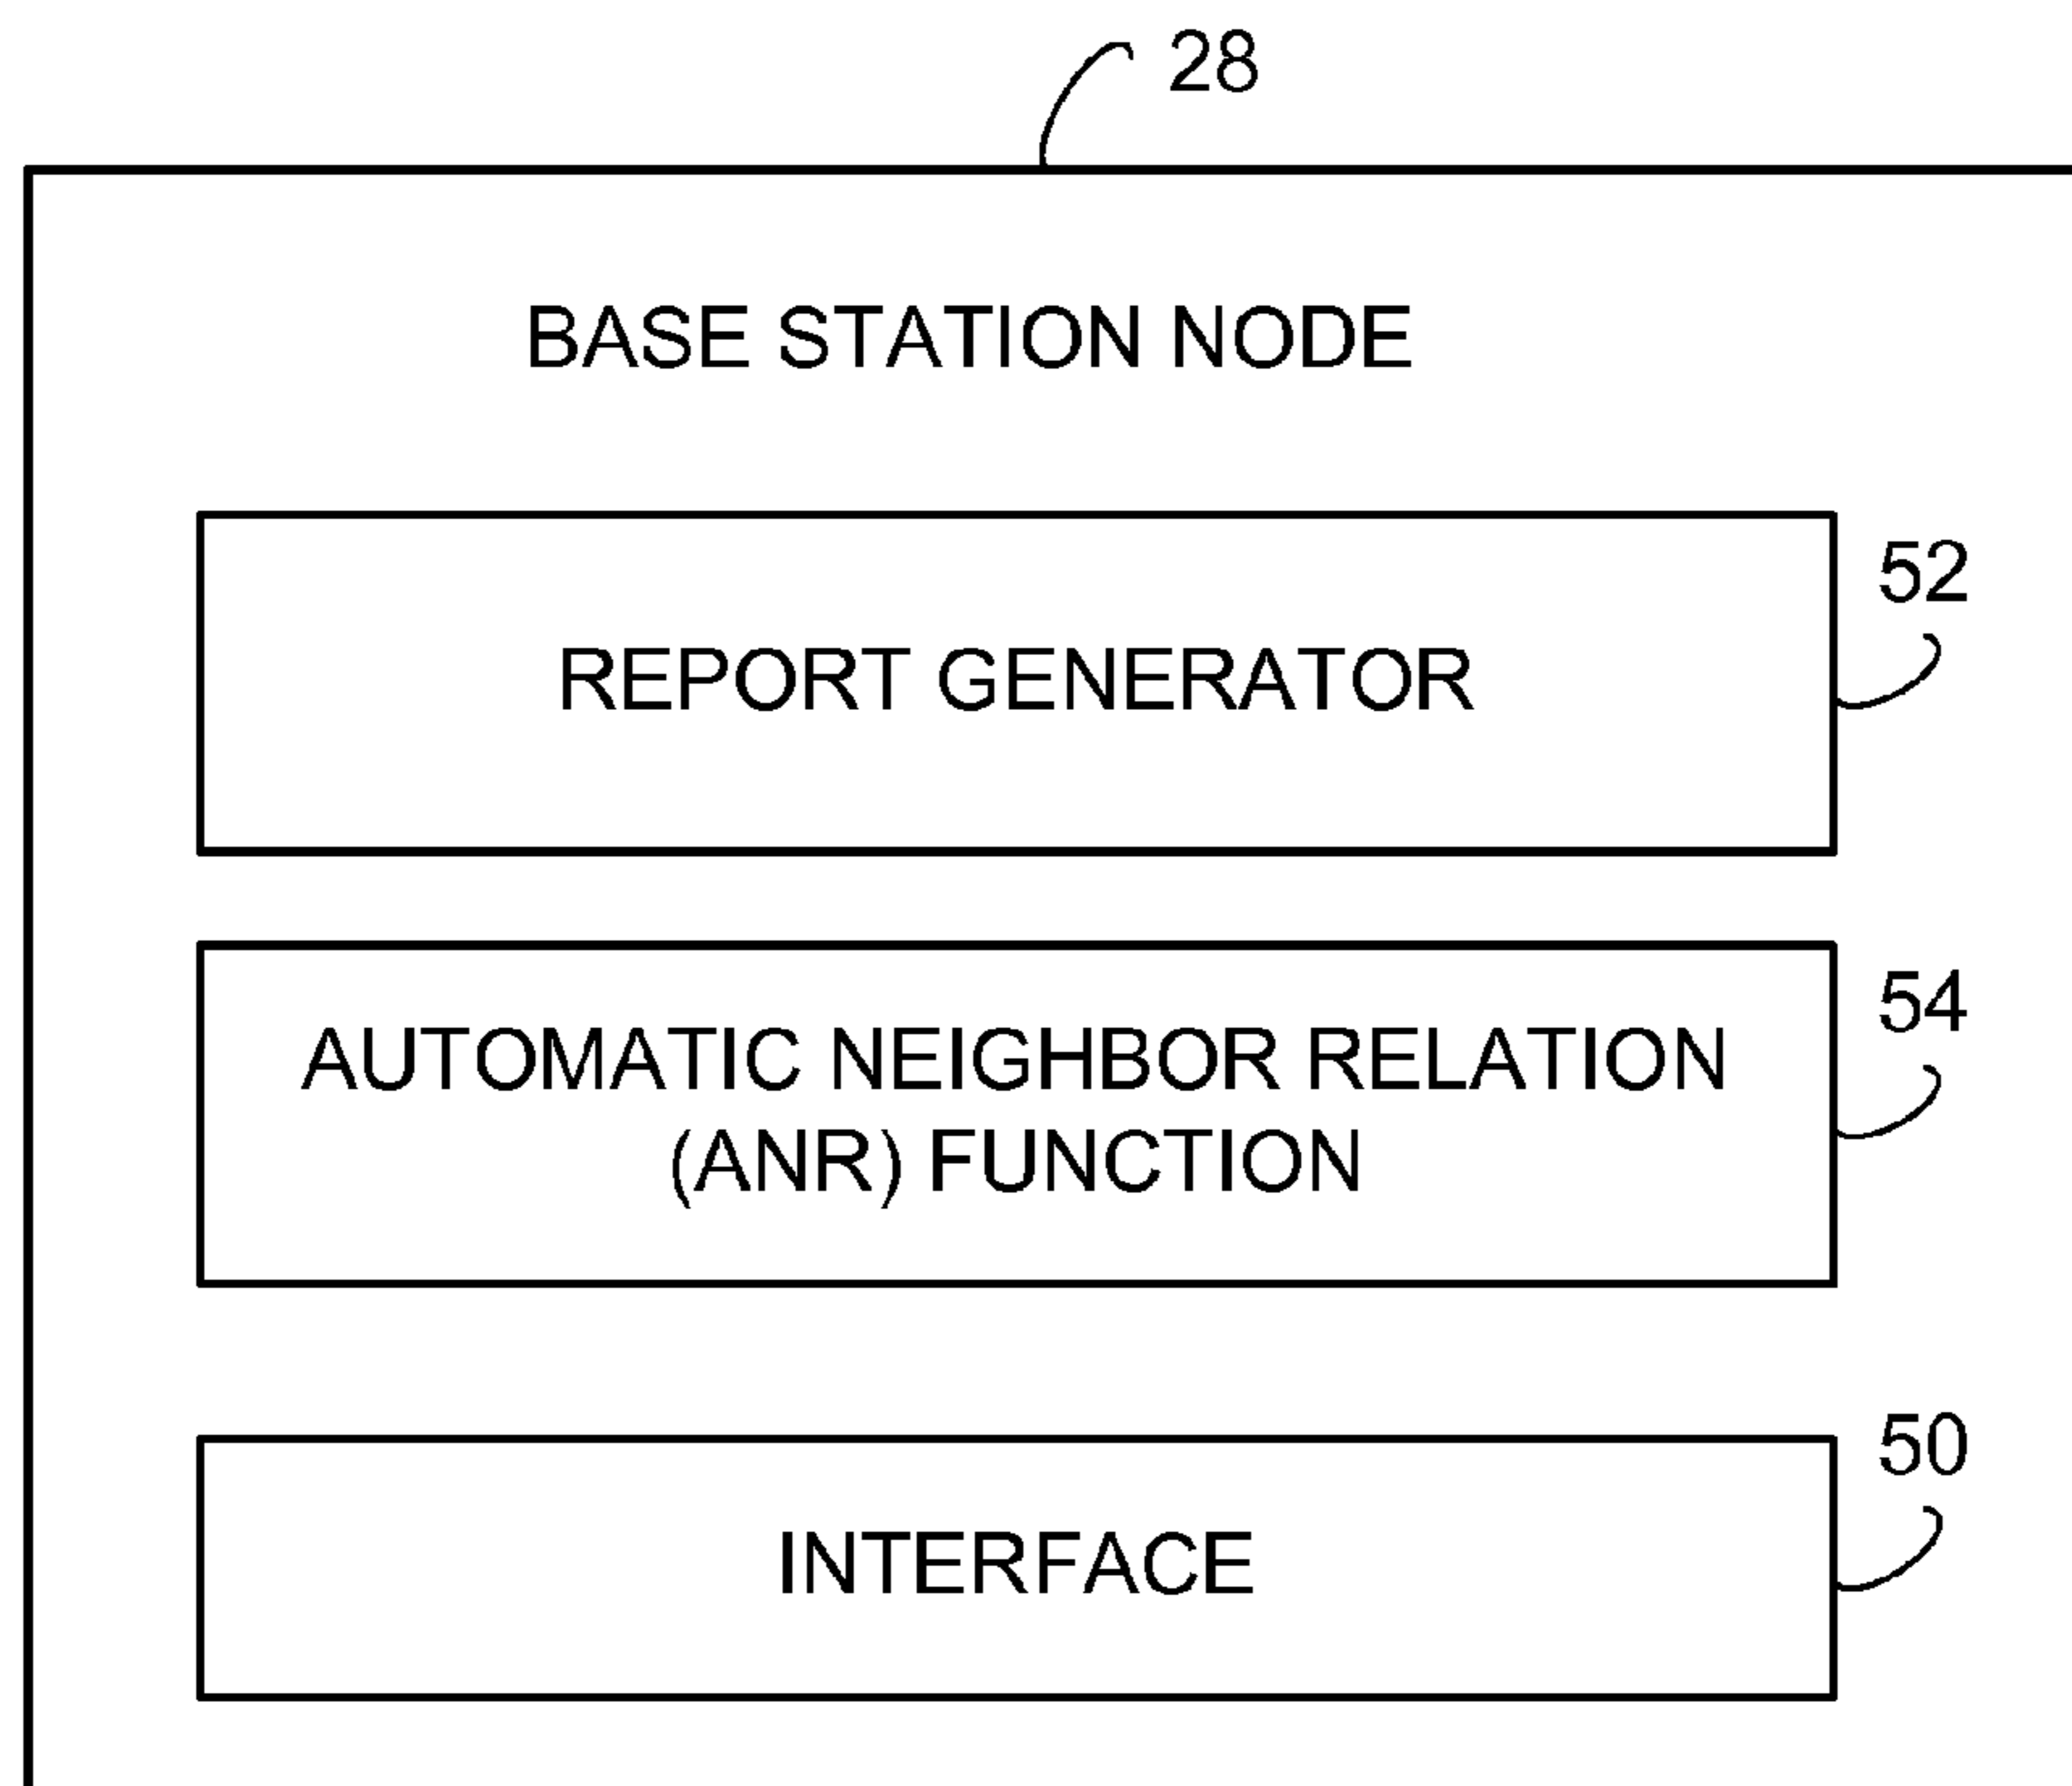 28
BASE STATION NODE
52
REPORT GENERATOR
54
AUTOMATIC NEIGHBOR RELATION
(ANR) FUNCTION
50
INTERFACE